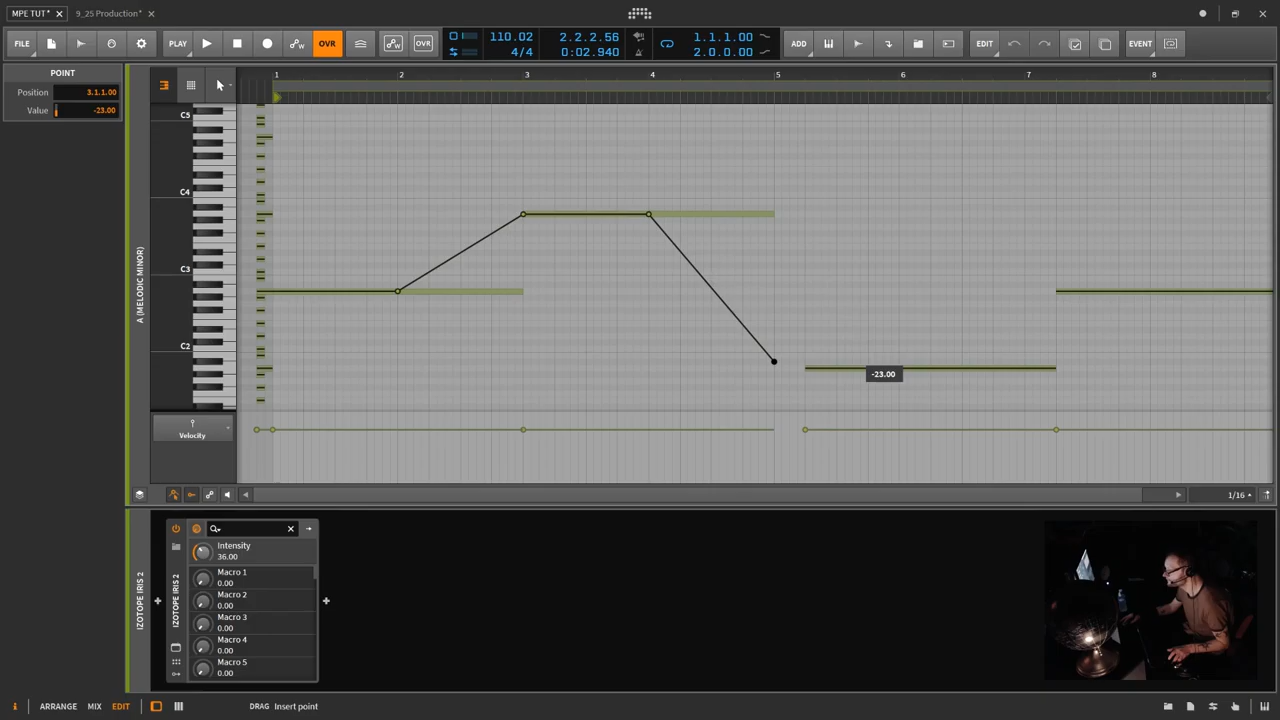 MPE TUT*
9_25 Production*
FILE
PLAY
OVR
110.02
4/4
2.2.2.56
0:02.940
1.1.1.00
2.0.0.00
ADD
EDIT
OVR
EVENT
POINT
Position 3.1.1.00
Value -23.00
1 2 3 4 5 6 7 8
C5
C4
C3
C2
A (MELODIC MINOR)
-23.00
Velocity
1/16
IZOTOPE IRIS 2
IZOTOPE IRIS 2
Intensity
36.00
Macro 1
0.00
Macro 2
0.00
Macro 3
0.00
Macro 4
0.00
Macro 5
0.00
i
ARRANGE MIX EDIT
DRAG Insert point